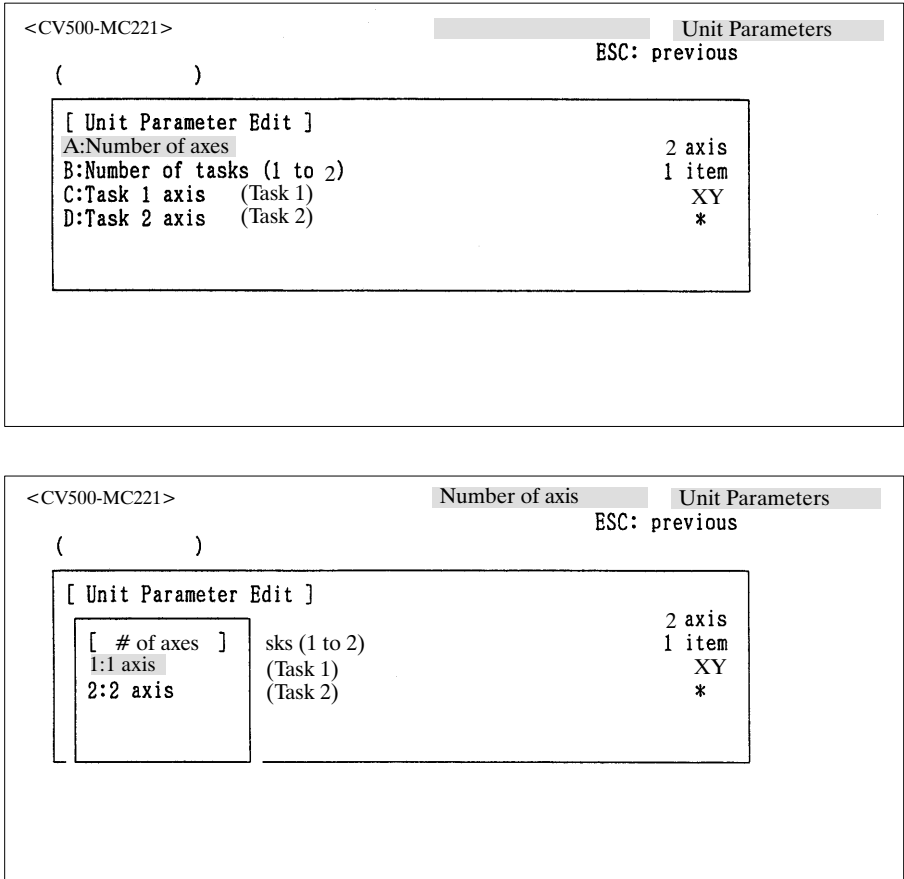 <CV500-MC221> Unit Parameters
ESC: previous
( )
[ Unit Parameter Edit ]
A:Number of axes 2 axis
B:Number of tasks (1 to 2) 1 item
C:Task 1 axis (Task 1) XY
D:Task 2 axis (Task 2) *
<CV500-MC221> Number of axis Unit Parameters
ESC: previous
( )
[ Unit Parameter Edit ]
2 axis
[ # of axes ] sks (1 to 2) 1 item
1:1 axis (Task 1) XY
2:2 axis (Task 2) *